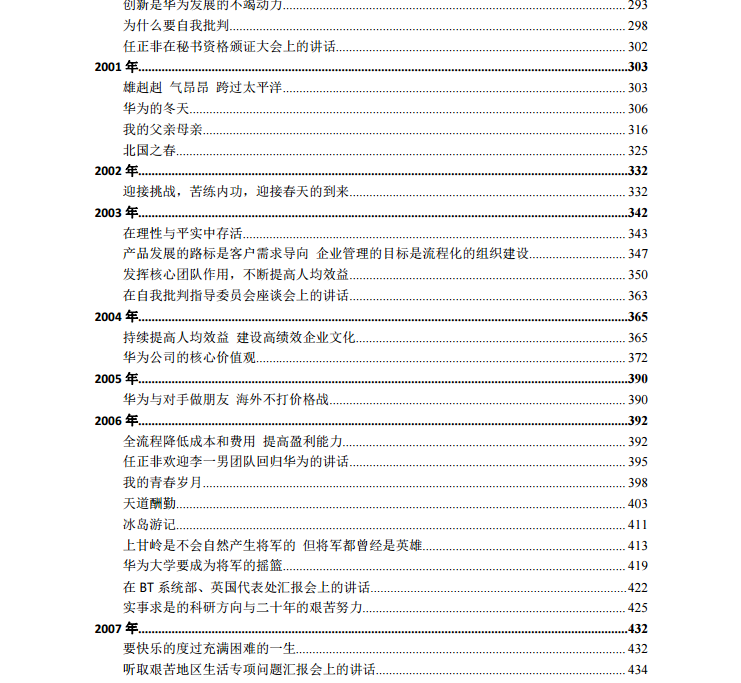 创新是华为发展的不竭动力........293
为什么要自我批判........298
任正非在秘书资格颁证大会上的讲话........302
2001 年........303
雄赳赳 气昂昂 跨过太平洋........303
华为的冬天........306
我的父亲母亲........316
北国之春........325
2002 年........332
迎接挑战，苦练内功，迎接春天的到来........332
2003 年........342
在理性与平实中存活........343
产品发展的路标是客户需求导向 企业管理的目标是流程化的组织建设........347
发挥核心团队作用，不断提高人均效益........350
在自我批判指导委员会座谈会上的讲话........363
2004 年........365
持续提高人均效益 建设高绩效企业文化........365
华为公司的核心价值观........372
2005 年........390
华为与对手做朋友 海外不打价格战........390
2006 年........392
全流程降低成本和费用 提高盈利能力........392
任正非欢迎李一男团队回归华为的讲话........395
我的青春岁月........398
天道酬勤........403
冰岛游记........411
上甘岭是不会自然产生将军的 但将军都曾经是英雄........413
华为大学要成为将军的摇篮........419
在 BT 系统部、英国代表处汇报会上的讲话........422
实事求是的科研方向与二十年的艰苦努力........425
2007 年........432
要快乐的度过充满困难的一生........432
听取艰苦地区生活专项问题汇报会上的讲话........434